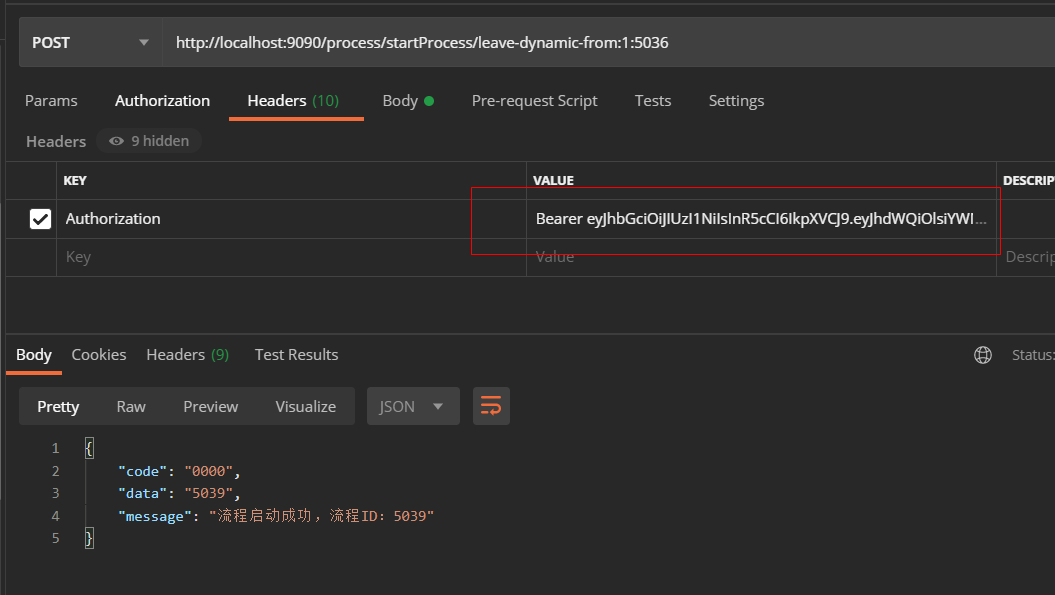 POST http://localhost:9090/process/startProcess/leave-dynamic-from:1:5036
Params Authorization Headers (10) Body Pre-request Script Tests Settings
Headers 9 hidden
KEY VALUE DESCRIP
Authorization Bearer eyJhbGciOiJIUzI1NiIsInR5cCI6IkpXVCJ9.eyJhdWQiOlsiYWI...
Key Value Descrip
Body Cookies Headers (9) Test Results Status:
Pretty Raw Preview Visualize JSON
1 {
2 "code": "0000",
3 "data": "5039",
4 "message": "流程启动成功，流程ID：5039"
5 }